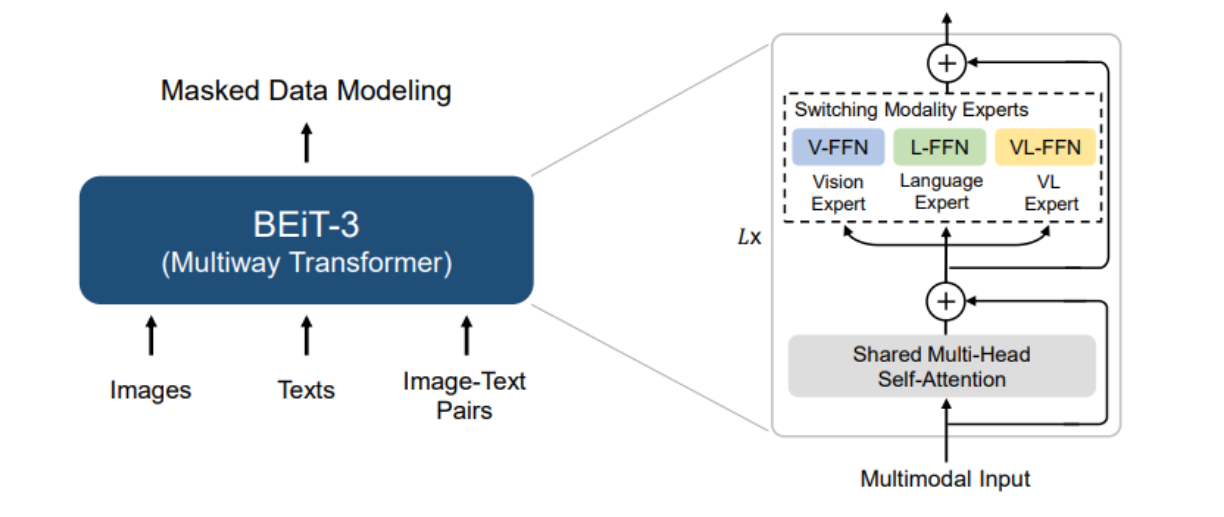 Masked Data Modeling
BEiT-3
(Multiway Transformer)
Images
Texts
Image-Text
Pairs
Switching Modality Experts
V-FFN
L-FFN
VL-FFN
Vision
Expert
Language
Expert
VL
Expert
Lx
Shared Multi-Head
Self-Attention
Multimodal Input